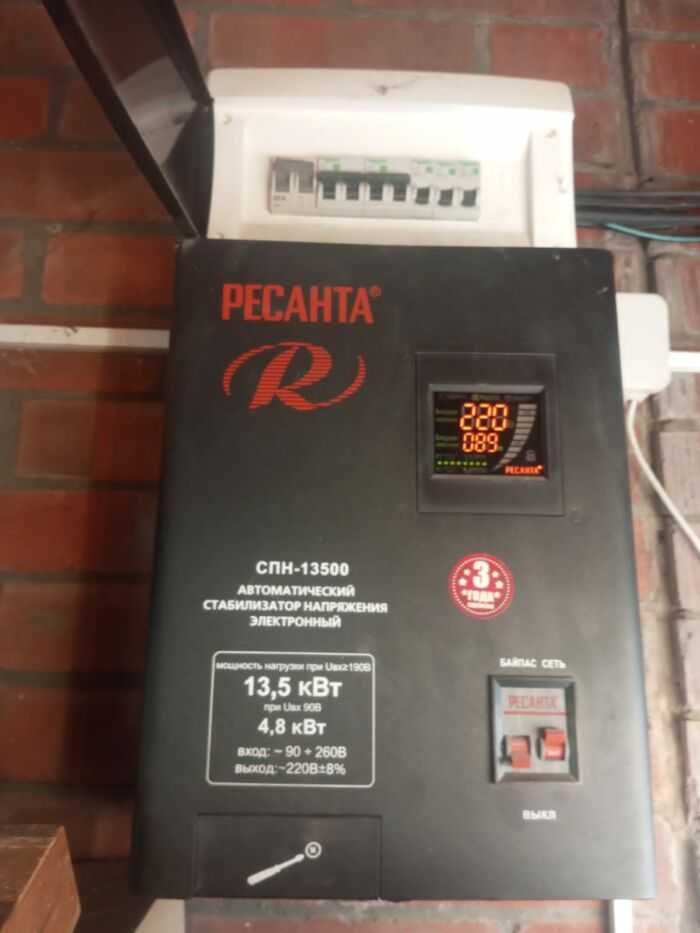 РЕСАНТА®
R
220
089
РЕСАНТА
СПН-13500
АВТОМАТИЧЕСКИЙ
СТАБИЛИЗАТОР НАПРЯЖЕНИЯ
ЭЛЕКТРОННЫЙ
3
ГОДА
мощность нагрузки при Uвх≥190В
13,5 кВт
при Uвх 90В
4,8 кВт
вход: ~ 90 ÷ 260В
выход:~220В±8%
БАЙПАС СЕТЬ
РЕСАНТА
ВЫКЛ